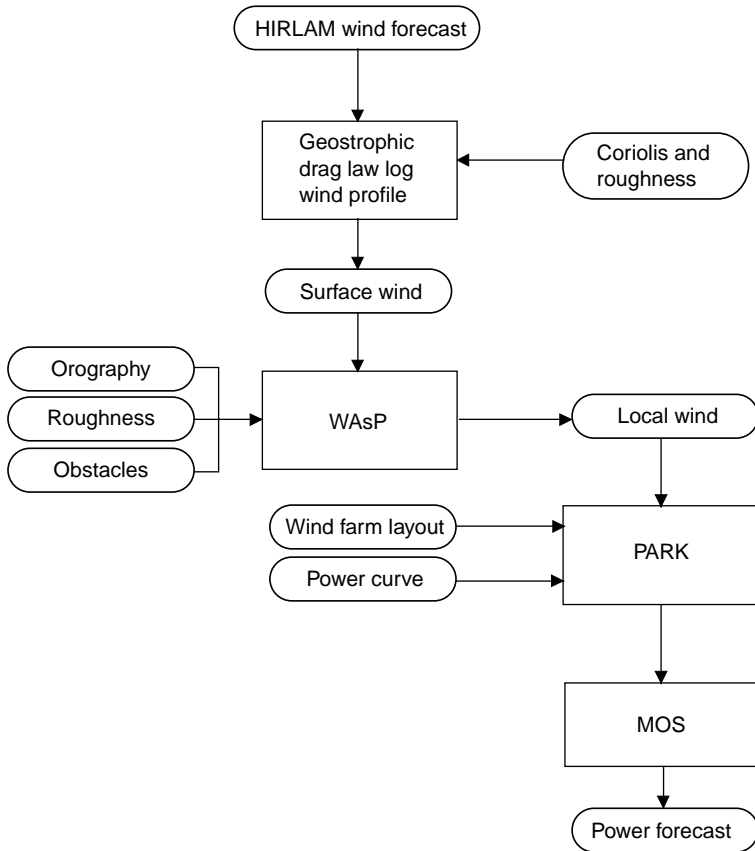 HIRLAM wind forecast
Geostrophic
drag law log
wind profile
Coriolis and
roughness
Surface wind
Orography
Roughness
Obstacles
WAsP
Local wind
Wind farm layout
Power curve
PARK
MOS
Power forecast